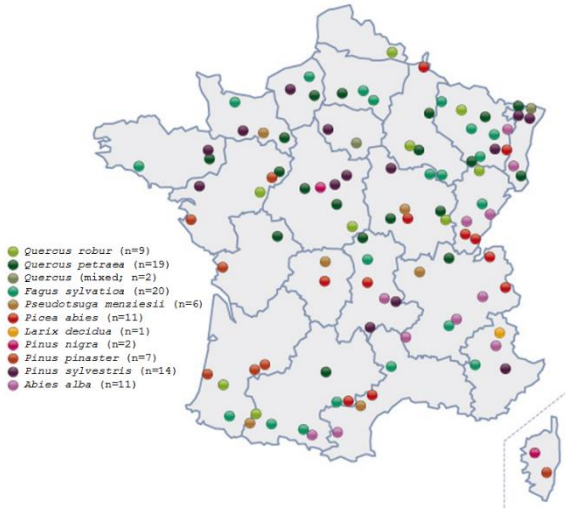 Quercus robur (n=9)
Quercus petraea (n=19)
Quercus (mixed; n=2)
Fagus sylvatica (n=20)
Pseudotsuga menziesii (n=6)
Picea abies (n=11)
Larix decidua (n=1)
Pinus nigra (n=2)
Pinus pinaster (n=7)
Pinus sylvestris (n=14)
Abies alba (n=11)